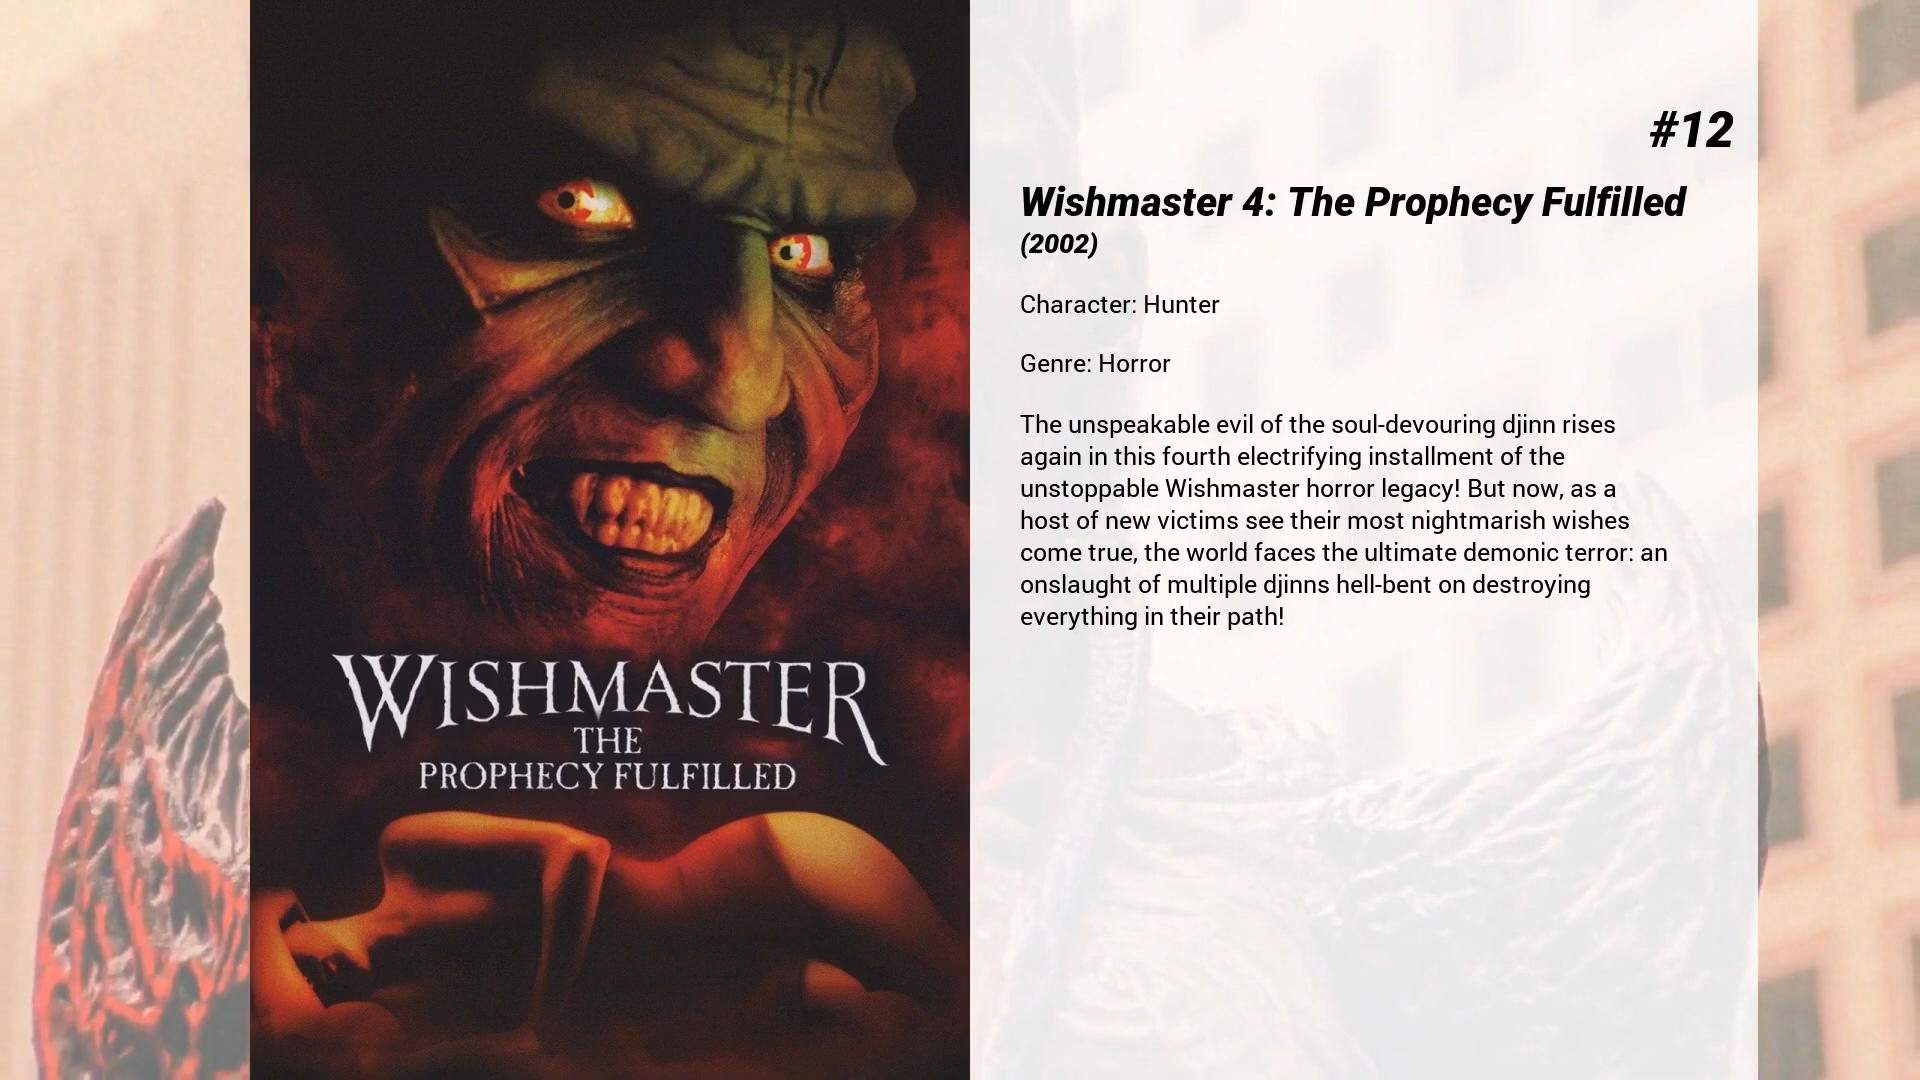 WISHMASTER
THE
PROPHECY FULFILLED
#12
Wishmaster 4: The Prophecy Fulfilled
(2002)
Character: Hunter
Genre: Horror
The unspeakable evil of the soul-devouring djinn rises
again in this fourth electrifying installment of the
unstoppable Wishmaster horror legacy! But now, as a
host of new victims see their most nightmarish wishes
come true, the world faces the ultimate demonic terror: an
onslaught of multiple djinns hell-bent on destroying
everything in their path!